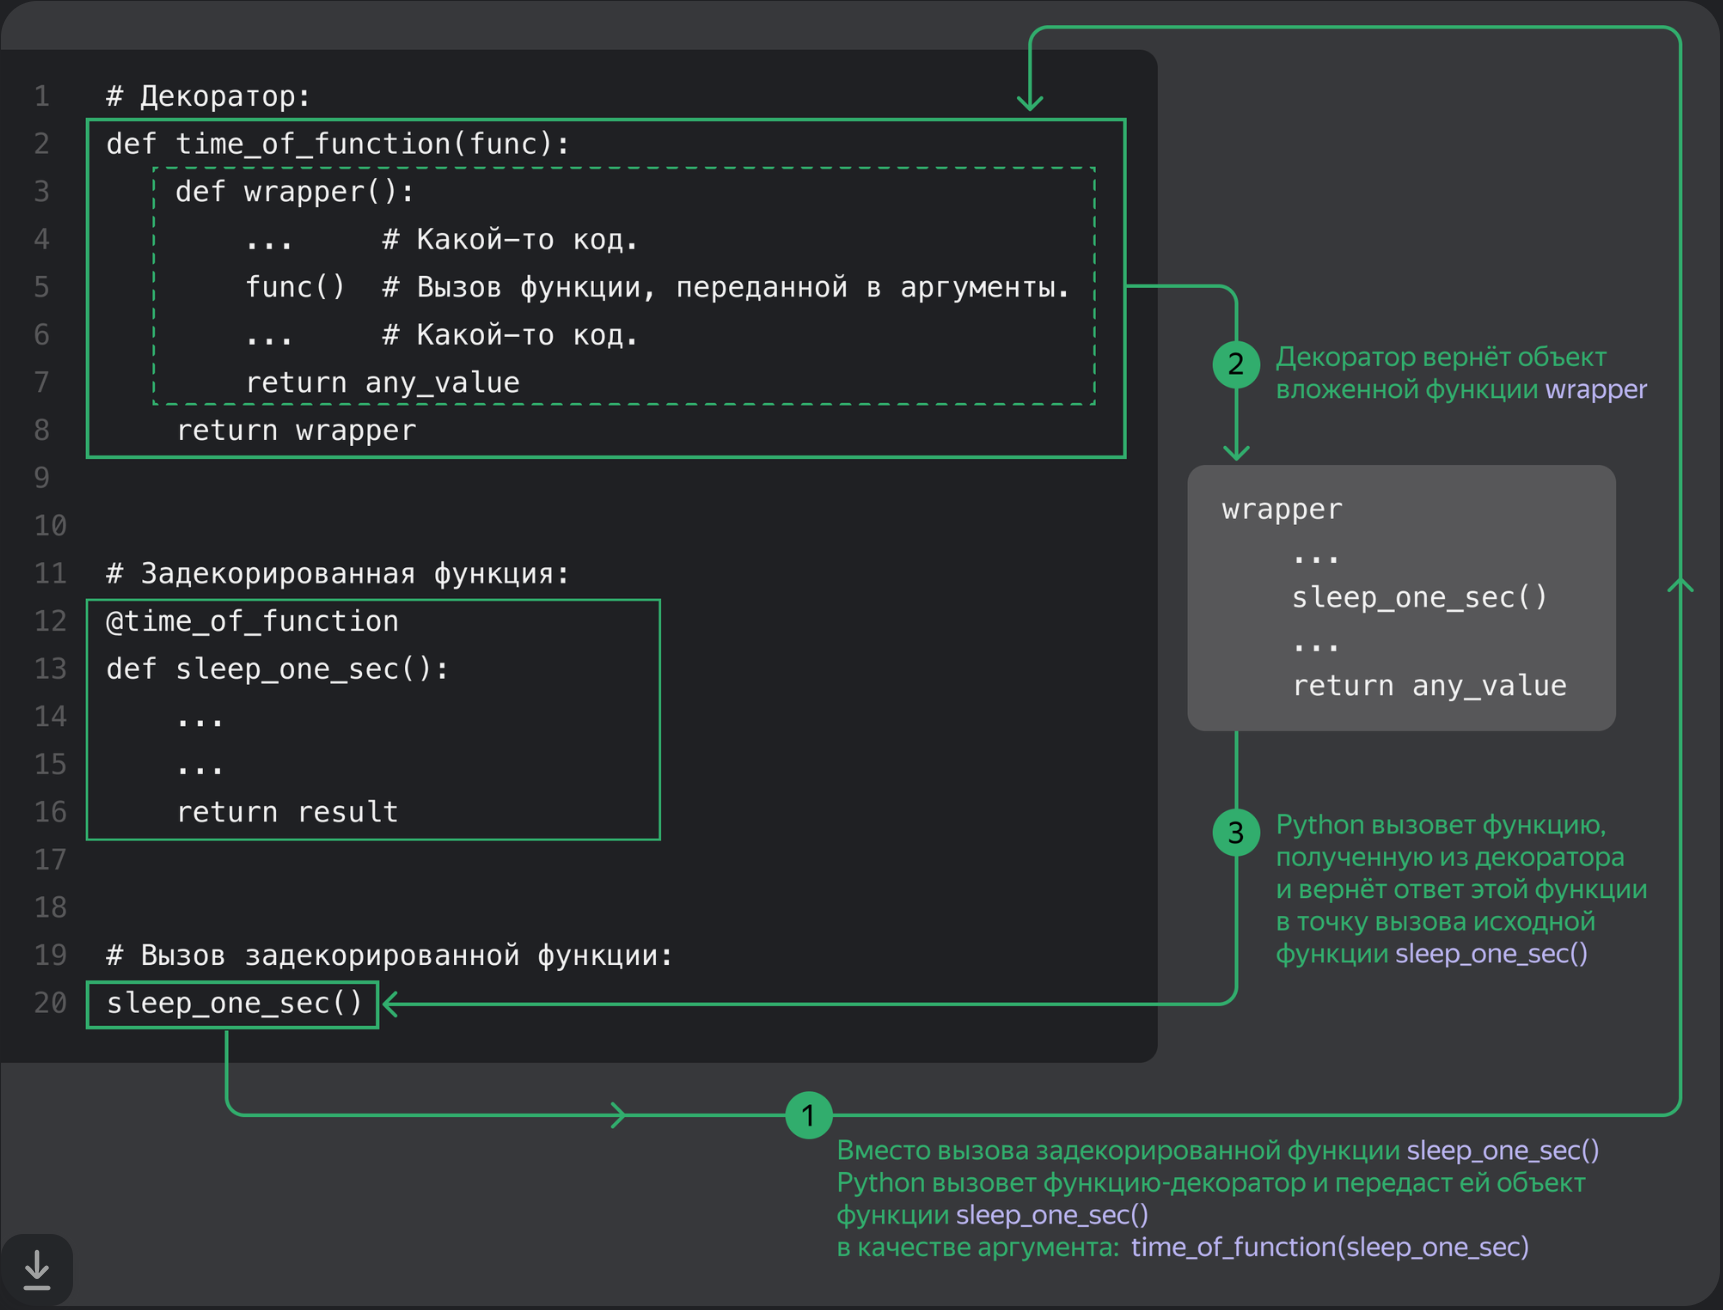 1 # Декоратор:
2 def time_of_function(func):
3 def wrapper():
4 ... # Какой-то код.
5 func() # Вызов функции, переданной в аргументы.
6 ... # Какой-то код.
7 return any_value
8 return wrapper
9
10
11 # Задекорированная функция:
12 @time_of_function
13 def sleep_one_sec():
14 ...
15 ...
16 return result
17
18
19 # Вызов задекорированной функции:
20 sleep_one_sec()
2
Декоратор вернёт объект
вложенной функции wrapper
wrapper
...
sleep_one_sec()
...
return any_value
3
Python вызовет функцию,
полученную из декоратора
и вернёт ответ этой функции
в точку вызова исходной
функции sleep_one_sec()
1
Вместо вызова задекорированной функции sleep_one_sec()
Python вызовет функцию-декоратор и передаст ей объект
функции sleep_one_sec()
в качестве аргумента: time_of_function(sleep_one_sec)